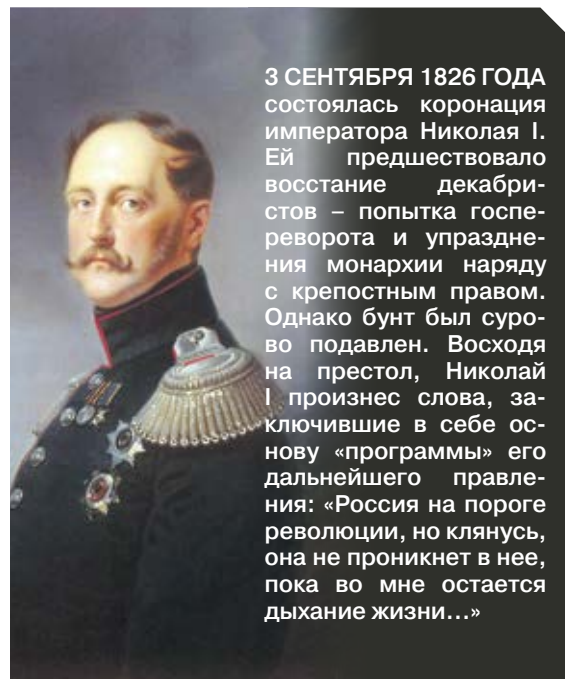 3 СЕНТЯБРЯ 1826 ГОДА
состоялась коронация
императора Николая I.
Ей предшествовало
восстание декабри-
стов – попытка госпе-
реворота и упраздне-
ния монархии наряду
с крепостным правом.
Однако бунт был суро-
во подавлен. Восходя
на престол, Николай
I произнес слова, за-
ключившие в себе ос-
нову «программы» его
дальнейшего правле-
ния: «Россия на пороге
революции, но клянусь,
она не проникнет в нее,
пока во мне остается
дыхание жизни...»